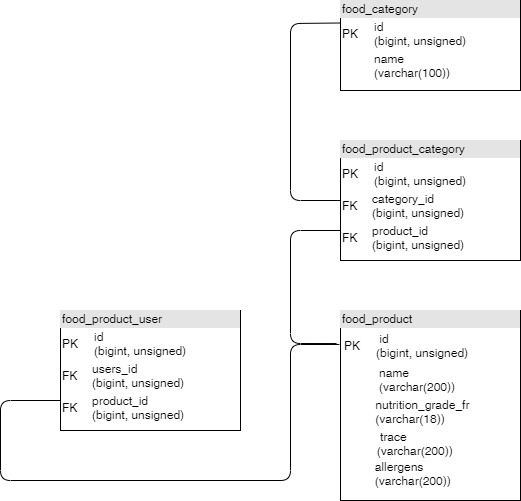 food_category
PK
id
(bigint, unsigned)
name
(varchar(100))
food_product_category
PK
id
(bigint, unsigned)
FK
category_id
(bigint, unsigned)
FK
product_id
(bigint, unsigned)
food_product_user
PK
id
(bigint, unsigned)
FK
users_id
(bigint, unsigned)
FK
product_id
(bigint, unsigned)
food_product
PK
id
(bigint, unsigned)
name
(varchar(200))
nutrition_grade_fr
(varchar(18))
trace
(varchar(200))
allergens
(varchar(200))